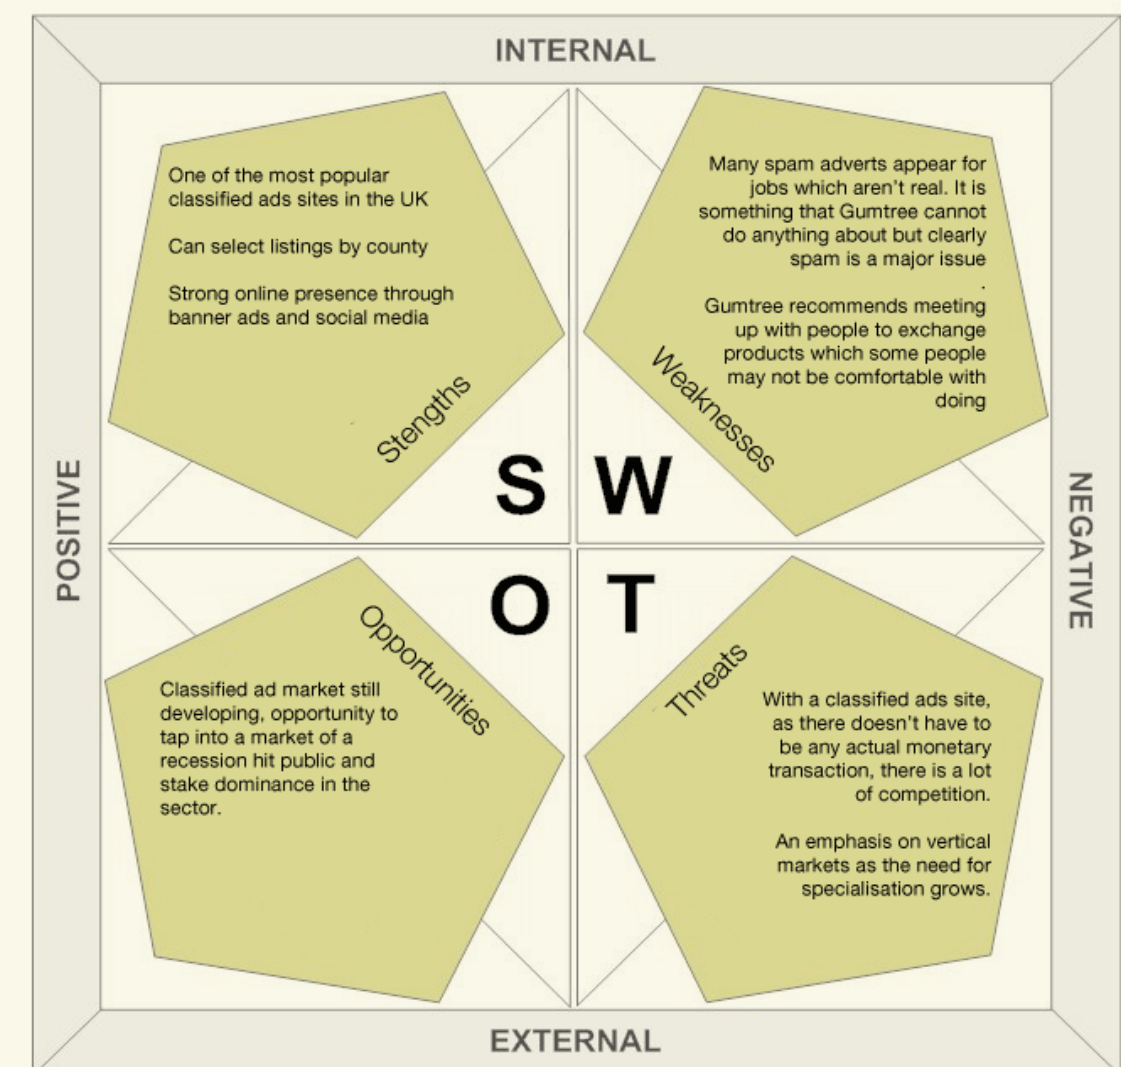 INTERNAL
One of the most popular
classified ads sites in the UK
Can select listings by county
Strong online presence through
banner ads and social media
Stengths
S
Many spam adverts appear for
jobs which aren't real. It is
something that Gumtree cannot
do anything about but clearly
spam is a major issue
.
Gumtree recommends meeting
up with people to exchange
products which some people
may not be comfortable with
doing
Weaknesses
W
POSITIVE
NEGATIVE
O
Opportunities
Classified ad market still
developing, opportunity to
tap into a market of a
recession hit public and
stake dominance in the
sector.
T
Threats
With a classified ads site,
as there doesn't have to
be any actual monetary
transaction, there is a lot
of competition.
An emphasis on vertical
markets as the need for
specialisation grows.
EXTERNAL